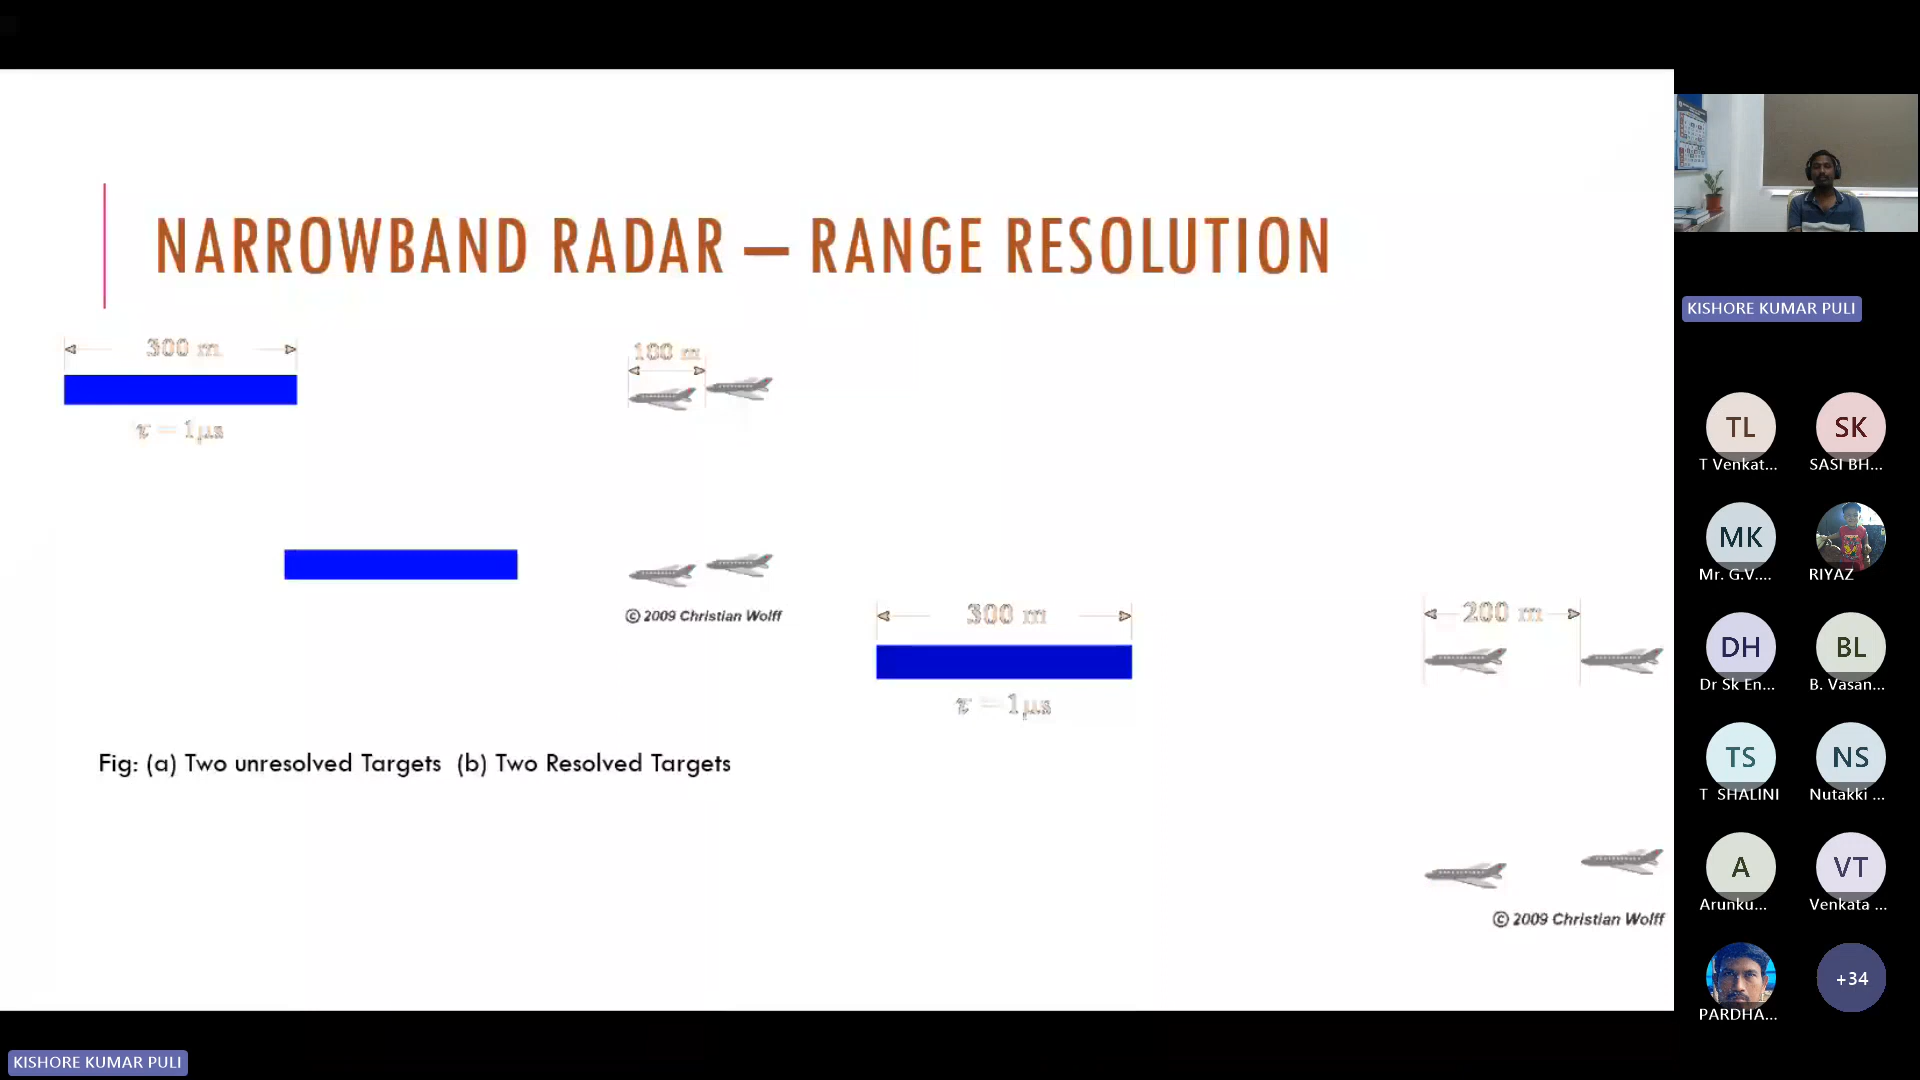 NARROWBAND RADAR – RANGE RESOLUTION
300 m
τ = 1µs
100 m
© 2009 Christian Wolff
300 m
τ = 1µs
200 m
© 2009 Christian Wolff
Fig: (a) Two unresolved Targets (b) Two Resolved Targets
KISHORE KUMAR PULI
TL
T Venkat...
SK
SASI BH...
MK
Mr. G.V....
RIYAZ
DH
Dr Sk En...
BL
B. Vasan...
TS
T SHALINI
NS
Nutakki ...
A
Arunku...
VT
Venkata ...
PARDHA...
+34
KISHORE KUMAR PULI